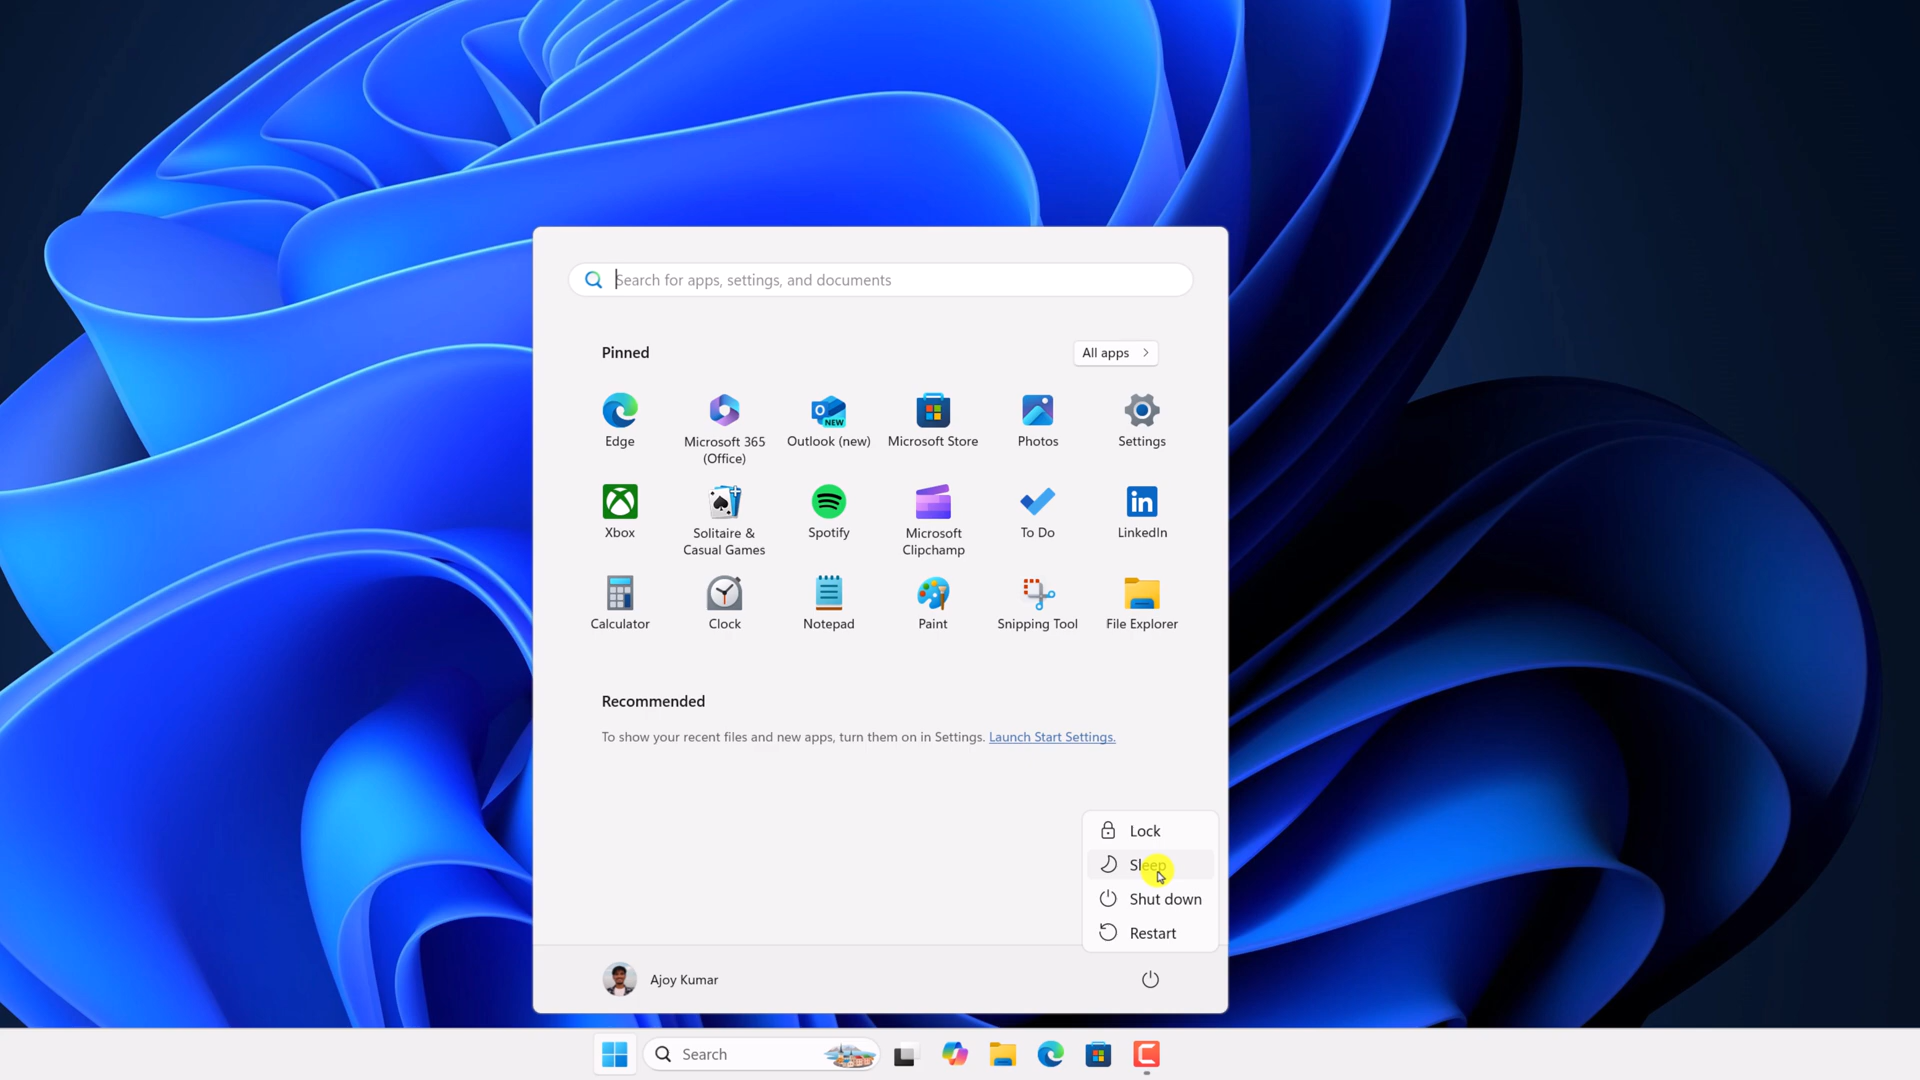 Search for apps, settings, and documents
Pinned
All apps
Edge
Microsoft 365
(Office)
NEW
Outlook (new)
Microsoft Store
Photos
Settings
Xbox
Solitaire &
Casual Games
Spotify
Microsoft
Clipchamp
To Do
LinkedIn
Calculator
Clock
Notepad
Paint
Snipping Tool
File Explorer
Recommended
To show your recent files and new apps, turn them on in Settings. Launch Start Settings.
Lock
Sleep
Shut down
Restart
Ajoy Kumar
Search